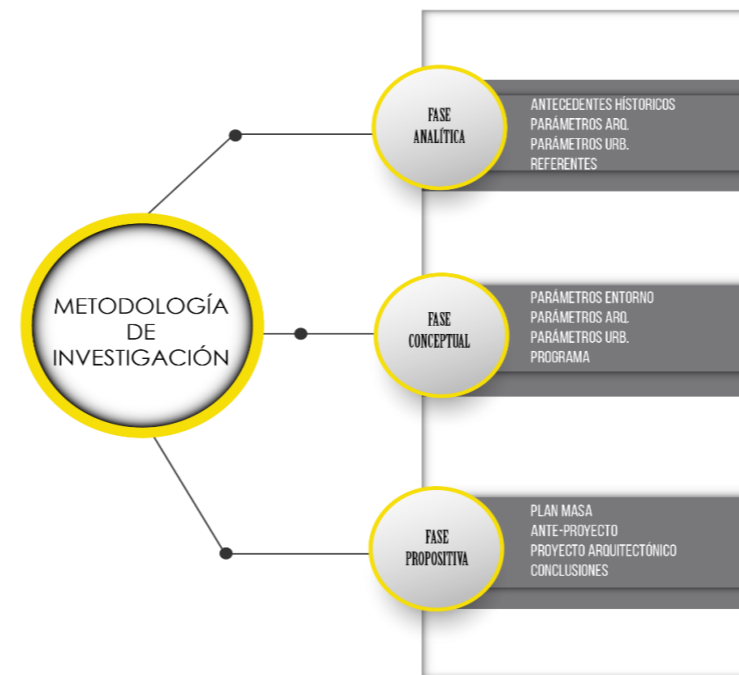 METODOLOGÍA
DE
INVESTIGACIÓN
FASE
ANALÍTICA
ANTECEDENTES HÍSTORICOS
PARÁMETROS ARQ.
PARÁMETROS URB.
REFERENTES
FASE
CONCEPTUAL
PARÁMETROS ENTORNO
PARÁMETROS ARQ.
PARÁMETROS URB.
PROGRAMA
FASE
PROPOSITIVA
PLAN MASA
ANTE-PROYECTO
PROYECTO ARQUITECTÓNICO
CONCLUSIONES